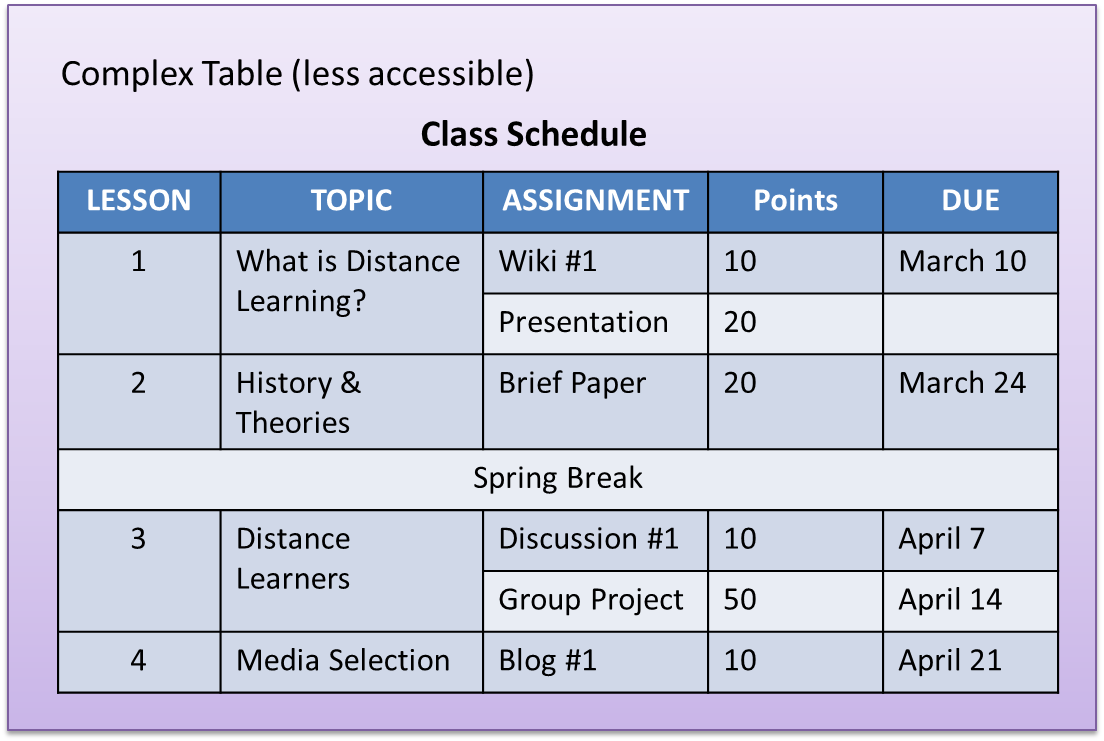 Complex Table (less accessible)
Class Schedule
LESSON TOPIC ASSIGNMENT Points DUE
1 What is Distance Wiki #1 10 March 10
Learning?
Presentation 20
2 History & Brief Paper 20 March 24
Theories
Spring Break
3 Distance Discussion #1 10 April 7
Learners
Group Project 50 April 14
4 Media Selection Blog #1 10 April 21